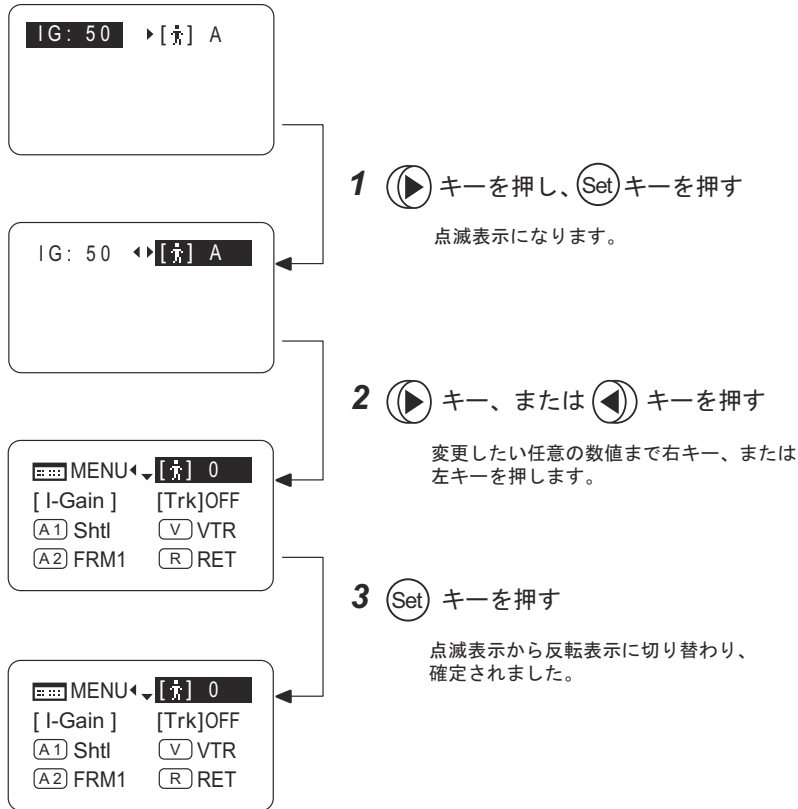 IG: 50 [ ] A
1 キーを押し、Setキーを押す
点滅表示になります。
IG: 50 [ ] A
2 キー、または キーを押す
変更したい任意の数値まで右キー、または
左キーを押します。
MENU [ ] 0
[ I-Gain ] [Trk]OFF
A1 Shtl V VTR
A2 FRM1 R RET
3 Set キーを押す
点滅表示から反転表示に切り替わり、
確定されました。
MENU [ ] 0
[ I-Gain ] [Trk]OFF
A1 Shtl V VTR
A2 FRM1 R RET